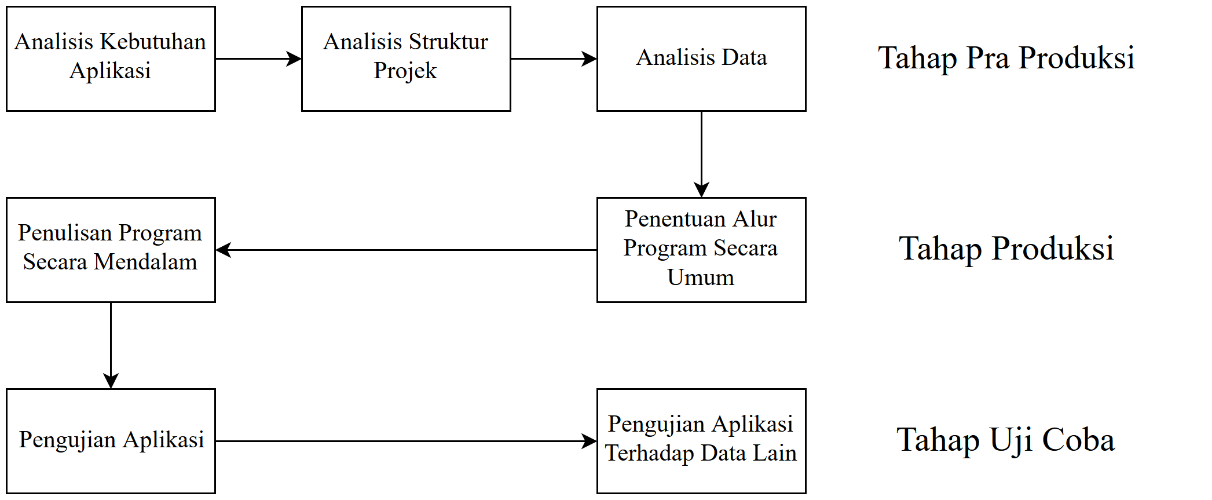 Analisis Kebutuhan
Aplikasi
Analisis Struktur
Projek
Analisis Data
Tahap Pra Produksi
Penulisan Program
Secara Mendalam
Penentuan Alur
Program Secara
Umum
Tahap Produksi
Pengujian Aplikasi
Pengujian Aplikasi
Terhadap Data Lain
Tahap Uji Coba